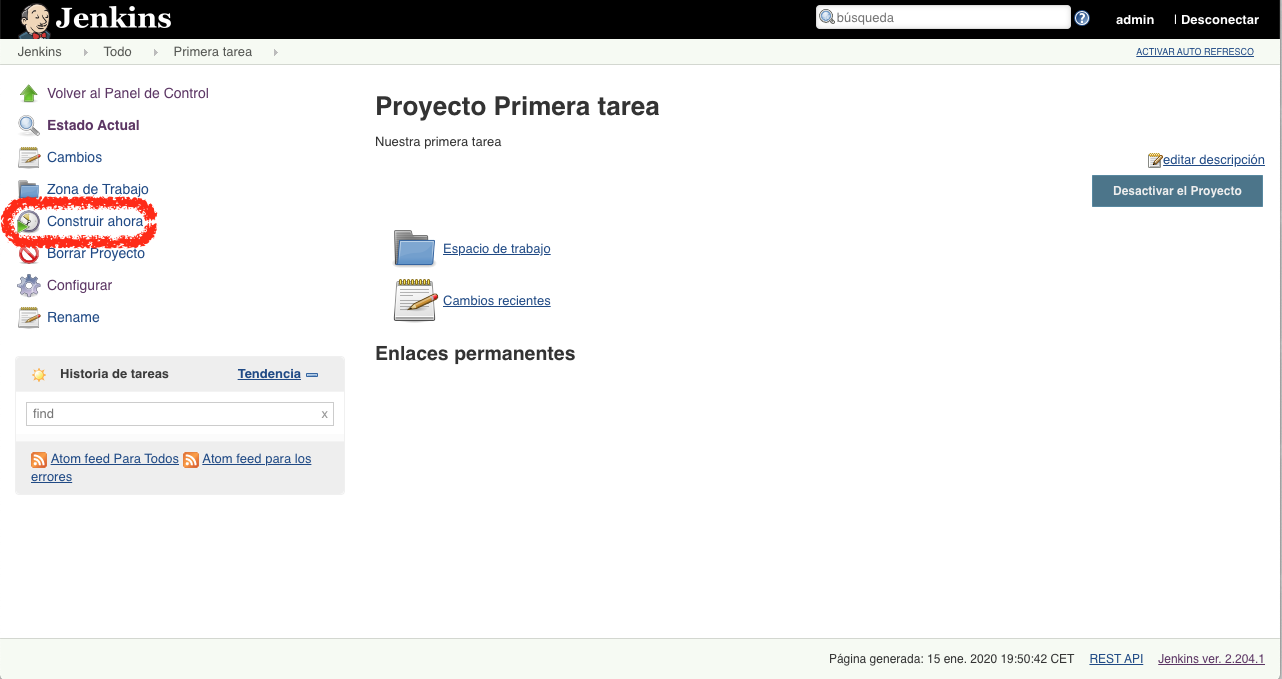 Jenkins
búsqueda
admin | Desconectar
Jenkins Todo Primera tarea
ACTIVAR AUTO REFRESCO
Volver al Panel de Control
Estado Actual
Cambios
Zona de Trabajo
Construir ahora
Borrar Proyecto
Configurar
Rename
Historia de tareas Tendencia
find x
Atom feed Para Todos Atom feed para los
errores
Proyecto Primera tarea
Nuestra primera tarea
editar descripción
Desactivar el Proyecto
Espacio de trabajo
Cambios recientes
Enlaces permanentes
Página generada: 15 ene. 2020 19:50:42 CET REST API Jenkins ver. 2.204.1